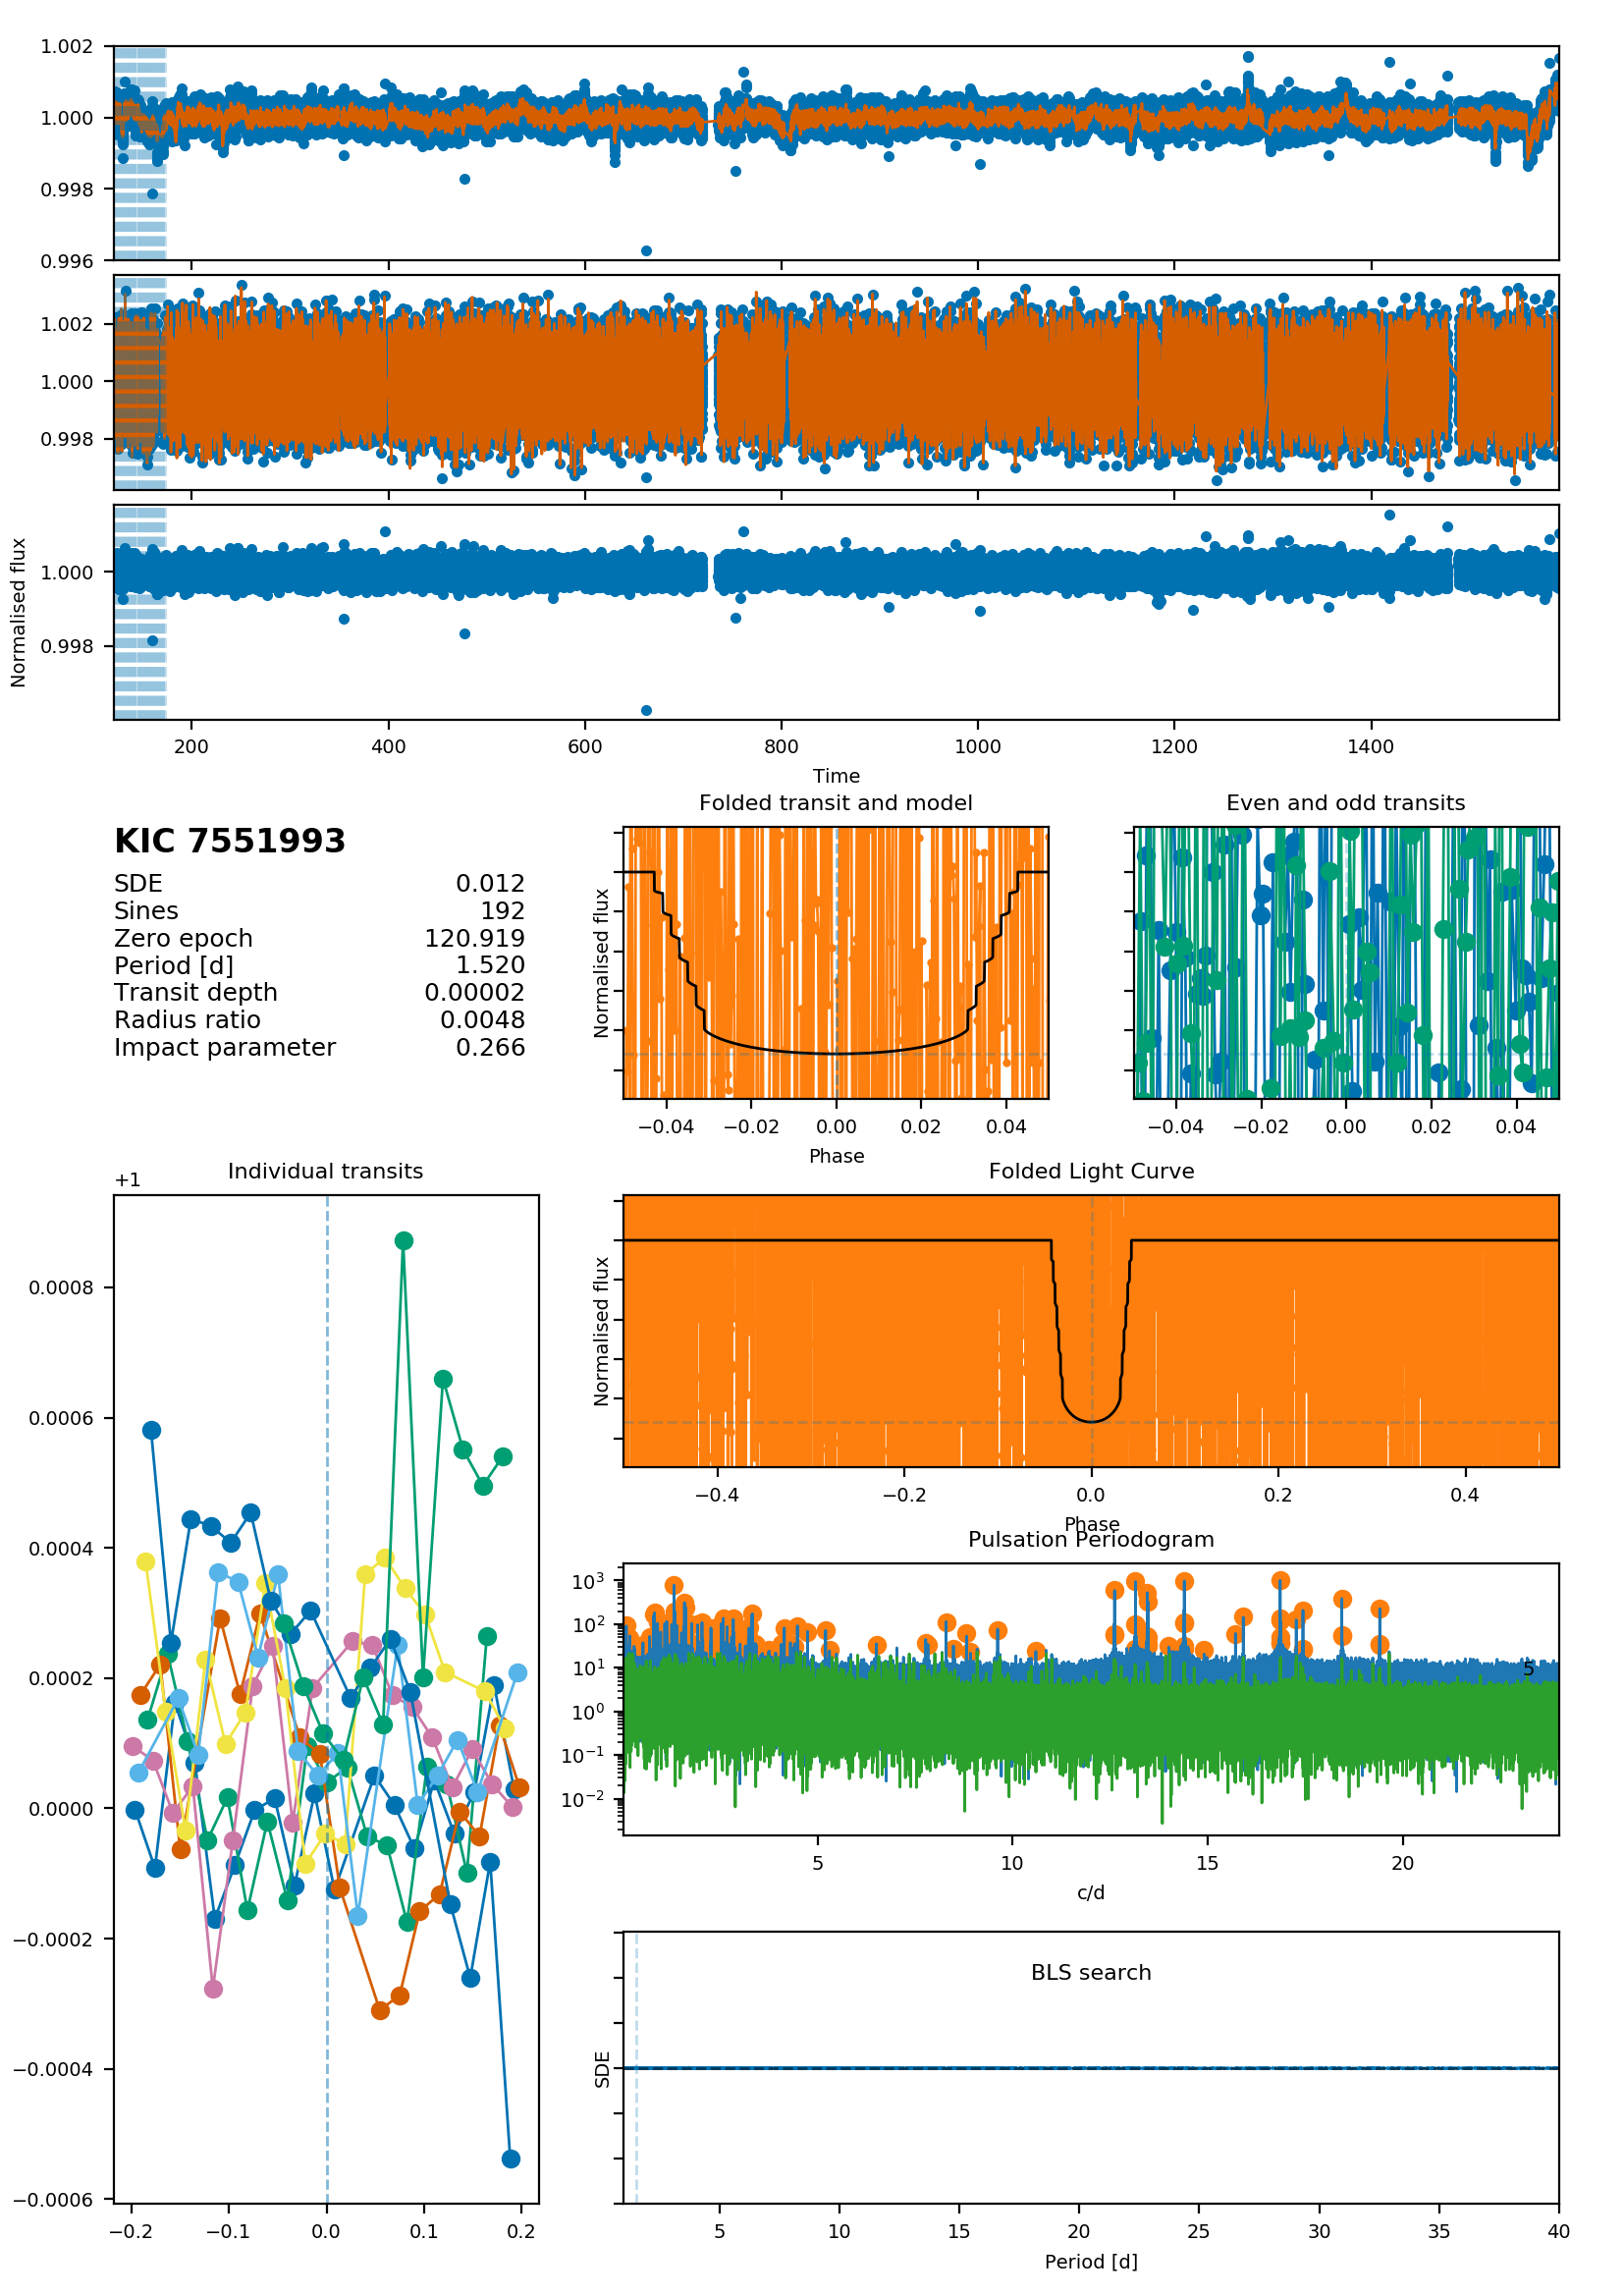 1.002
1.000
0.998
0.996
1.002
1.000
0.998
1.000
0.998
Normalised flux
200 400 600 800 1000 1200 1400
Time
KIC 7551993
SDE 0.012
Sines 192
Zero epoch 120.919
Period [d] 1.520
Transit depth 0.00002
Radius ratio 0.0048
Impact parameter 0.266
Folded transit and model
Normalised flux
−0.04 −0.02 0.00 0.02 0.04
Phase
Even and odd transits
−0.04 −0.02 0.00 0.02 0.04
Individual transits
+1
0.0008
0.0006
0.0004
0.0002
0.0000
−0.0002
−0.0004
−0.0006
−0.2 −0.1 0.0 0.1 0.2
Folded Light Curve
Normalised flux
−0.4 −0.2 0.0 0.2 0.4
Phase
Pulsation Periodogram
10³
10²
10¹
10⁰
10⁻¹
10⁻²
5
5 10 15 20
c/d
BLS search
SDE
5 10 15 20 25 30 35 40
Period [d]